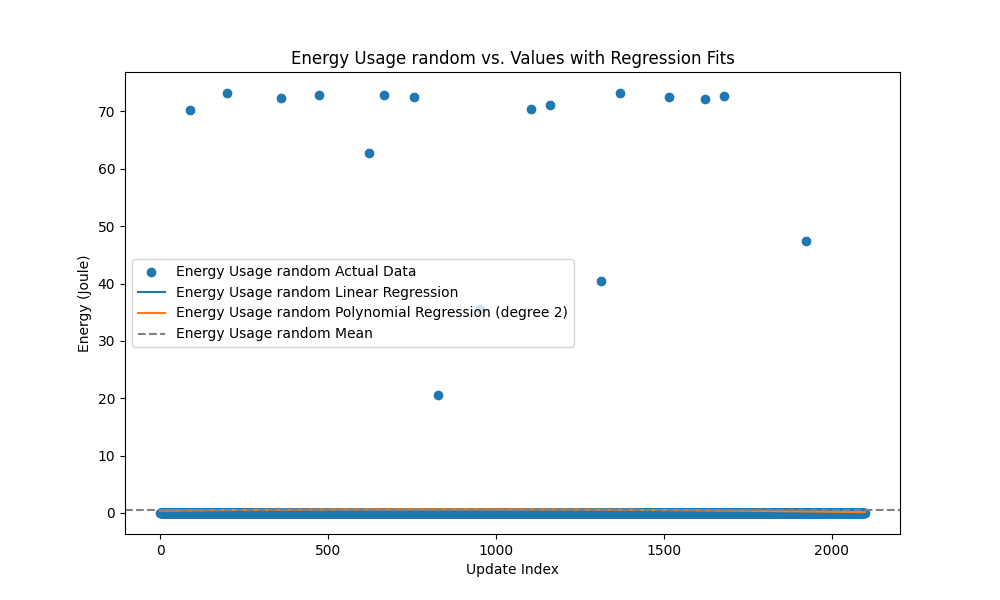 Energy Usage random vs. Values with Regression Fits
70
60
50
40
30
20
10
0
Energy (Joule)
Energy Usage random Actual Data
Energy Usage random Linear Regression
Energy Usage random Polynomial Regression (degree 2)
Energy Usage random Mean
0 500 1000 1500 2000
Update Index